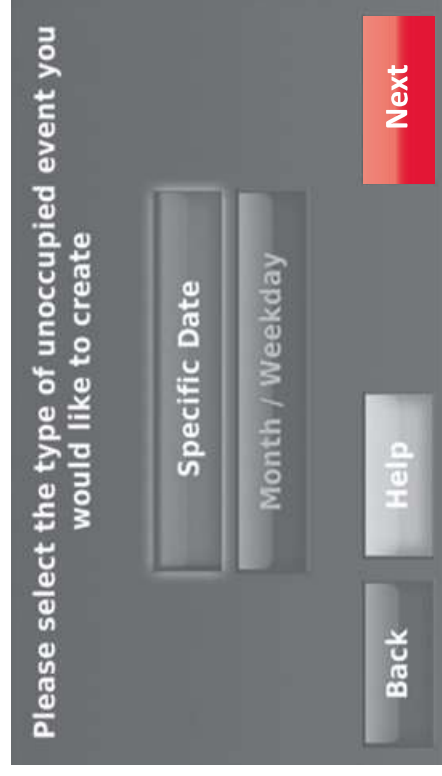 Please select the type of unoccupied event you
would like to create
Specific Date
Month / Weekday
Back
Help
Next